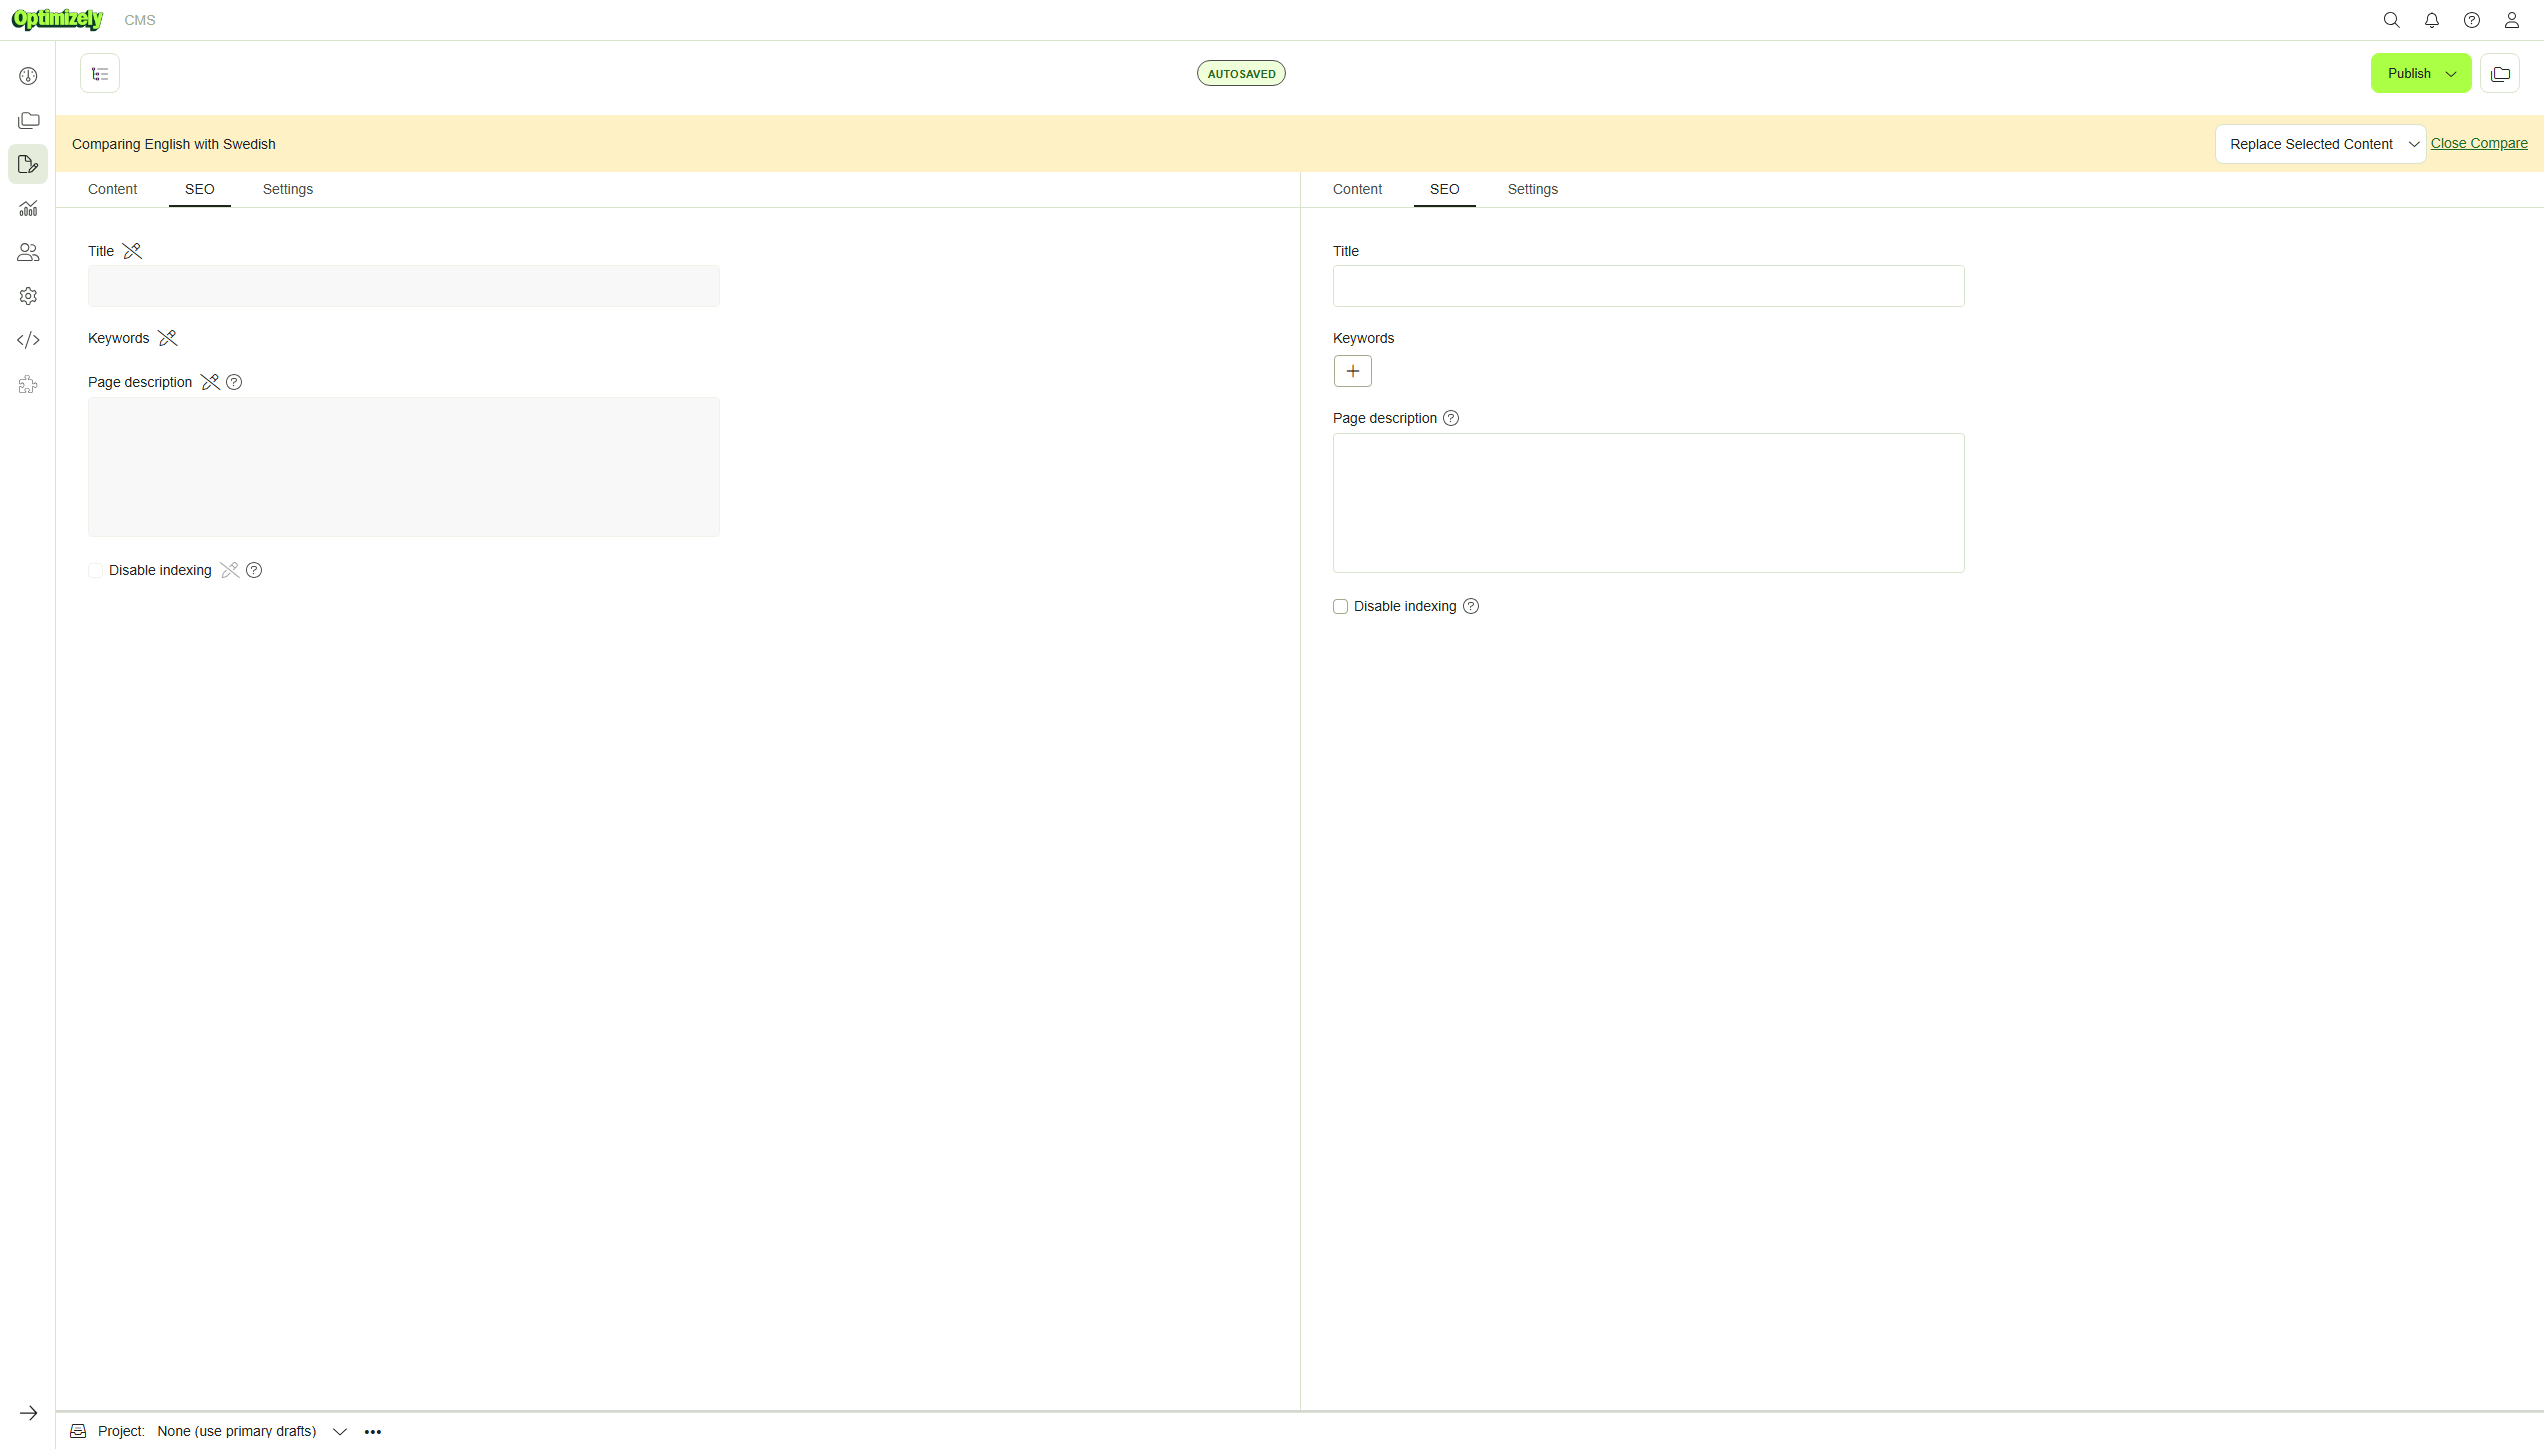 Optimizely CMS
AUTOSAVED
Publish
Comparing English with Swedish
Replace Selected Content
Close Compare
Content SEO Settings
Title
Keywords
Page description
Disable indexing
Content SEO Settings
Title
Keywords
Page description
Disable indexing
Project: None (use primary drafts)